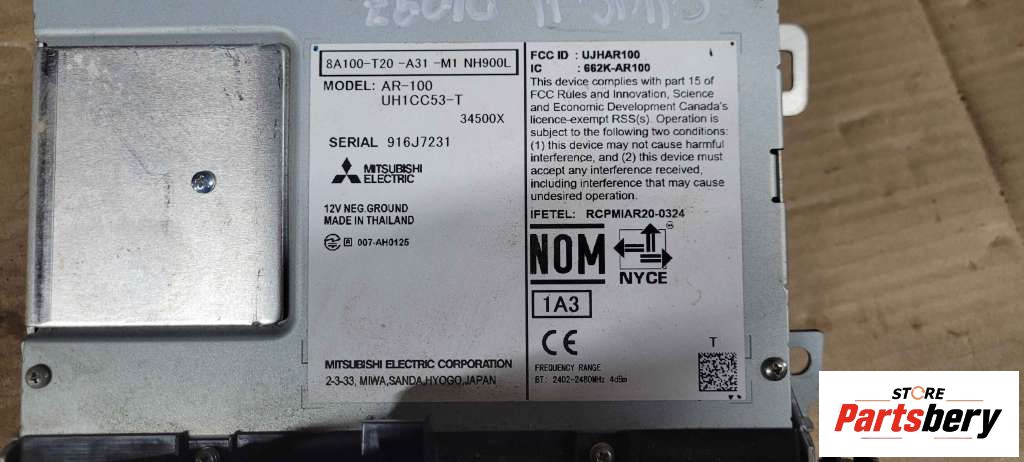 8A100-T20 -A31 -M1 NH900L
MODEL: AR-100
UH1CC53-T
34500X
SERIAL 916J7231
MITSUBISHI
ELECTRIC
12V NEG.GROUND
MADE IN THAILAND
R 007-AH0125
MITSUBISHI ELECTRIC CORPORATION
2-3-33, MIWA,SANDA,HYOGO,JAPAN
FCC ID : UJHAR100
IC : 662K-AR100
This device complies with part 15 of
FCC Rules and Innovation, Science
and Economic Development Canada's
licence-exempt RSS(s). Operation is
subject to the following two conditions:
(1) this device may not cause harmful
interference, and (2) this device must
accept any interference received,
including interference that may cause
undesired operation.
IFETEL: RCPMIAR20-0324
NOM
NYCE
1A3
CE
T
FREQUENCY RANGE
BT: 2402-2480MHz 4dBm
STORE
Partsbery